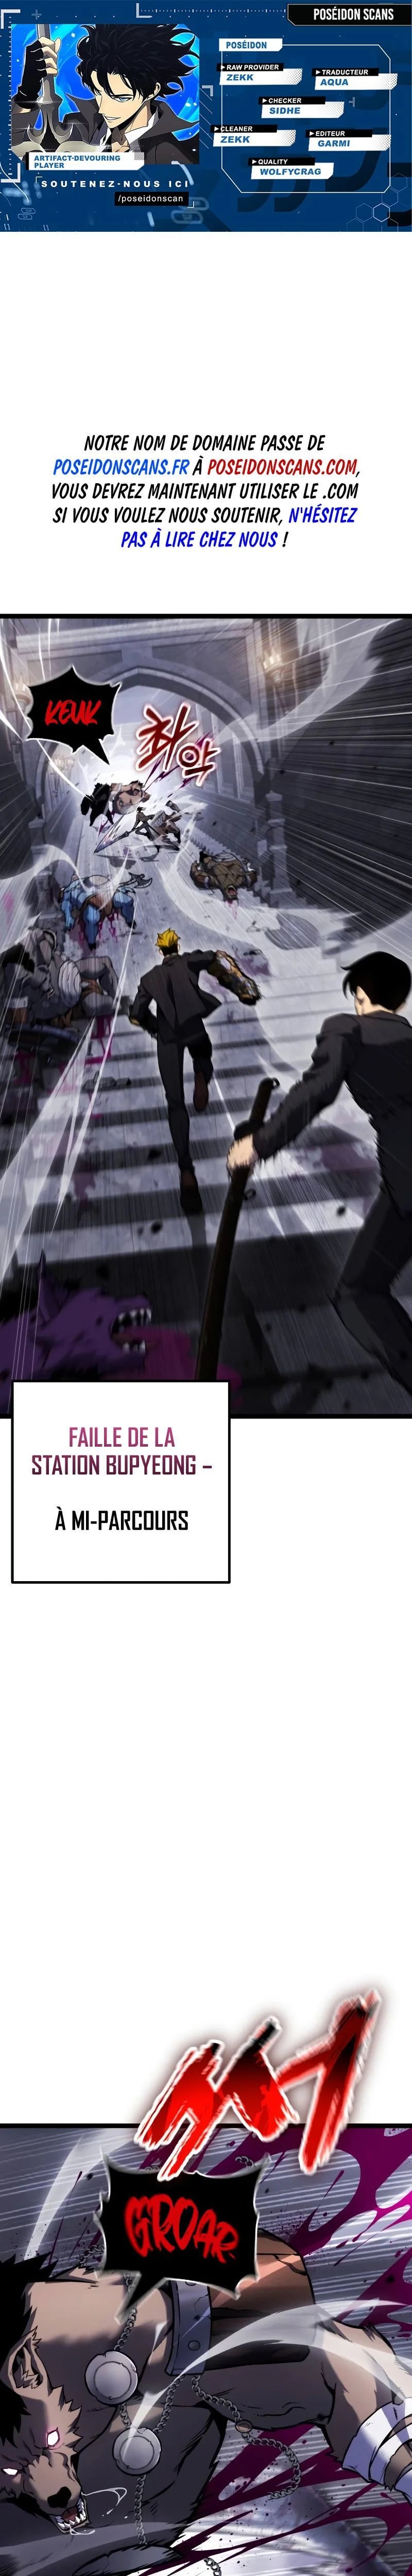 POSÉIDON SCANS
POSÉIDON
RAW PROVIDER
ZEKK
TRADUCTEUR
AQUA
CHECKER
SIDHE
CLEANER
ZEKK
EDITEUR
GARMI
QUALITY
WOLFYCRAG
ARTIFACT-DEVOURING
PLAYER
SOUTENEZ-NOUS ICI
/poseidonscan
NOTRE NOM DE DOMAINE PASSE DE
POSEIDONSCANS.FR À POSEIDONSCANS.COM,
VOUS DEVREZ MAINTENANT UTILISER LE .COM
SI VOUS VOULEZ NOUS SOUTENIR, N'HÉSITEZ
PAS À LIRE CHEZ NOUS !
KEUK
화악
FAILLE DE LA
STATION BUPYEONG –
À MI-PARCOURS
GROAR